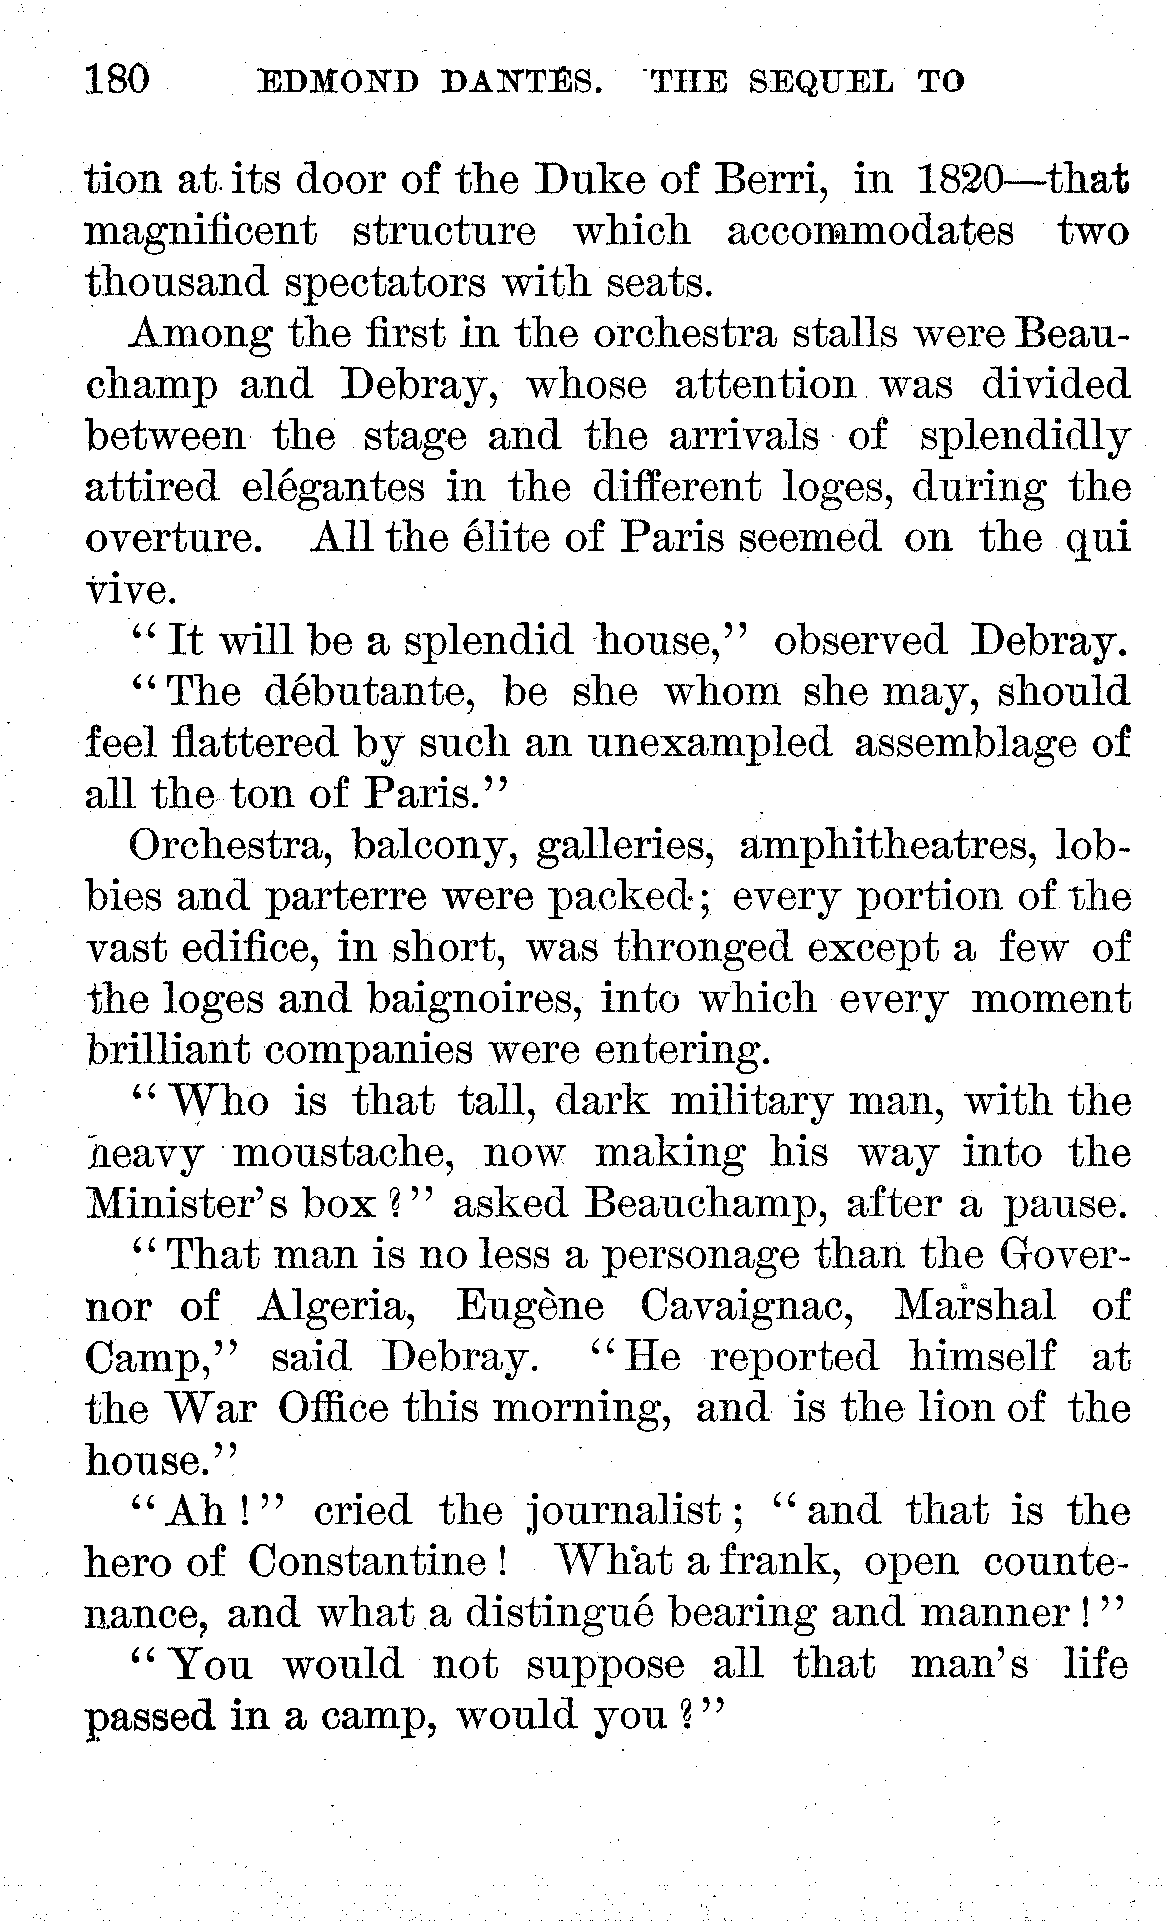 180 EDMOND DANTÉS. THE SEQUEL TO
tion at its door of the Duke of Berri, in 1820—that
magnificent structure which accommodates two
thousand spectators with seats.
Among the first in the orchestra stalls were Beau-
champ and Debray, whose attention was divided
between the stage and the arrivals of splendidly
attired elégantes in the different loges, during the
overture. All the élite of Paris seemed on the qui
vive.
“It will be a splendid house,” observed Debray.
“The débutante, be she whom she may, should
feel flattered by such an unexampled assemblage of
all the ton of Paris.”
Orchestra, balcony, galleries, amphitheatres, lob-
bies and parterre were packed; every portion of the
vast edifice, in short, was thronged except a few of
the loges and baignoires, into which every moment
brilliant companies were entering.
“Who is that tall, dark military man, with the
heavy moustache, now making his way into the
Minister’s box?” asked Beauchamp, after a pause.
“That man is no less a personage than the Gover-
nor of Algeria, Eugène Cavaignac, Marshal of
Camp,” said Debray. “He reported himself at
the War Office this morning, and is the lion of the
house.”
“Ah!” cried the journalist; “and that is the
hero of Constantine! What a frank, open counte-
nance, and what a distingué bearing and manner!”
“You would not suppose all that man’s life
passed in a camp, would you?”